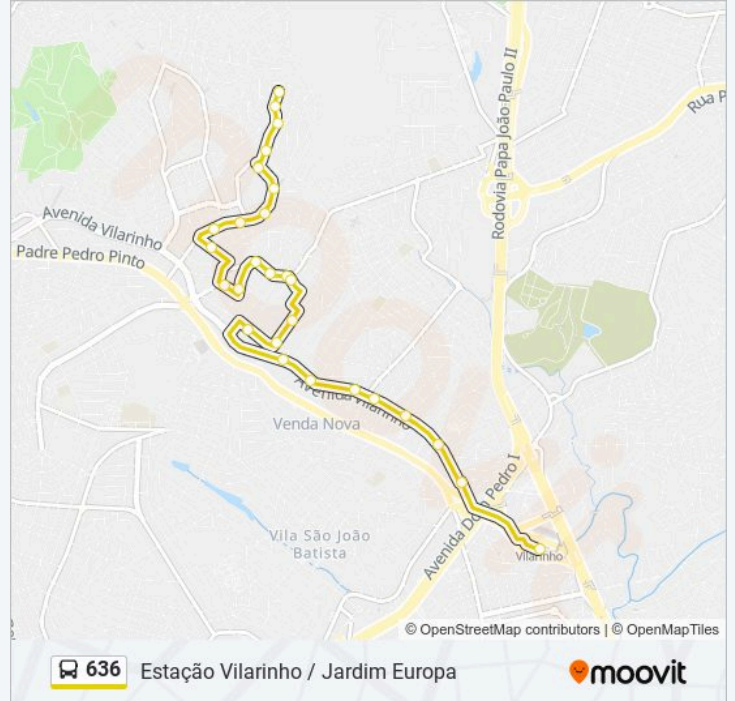 Rodovia Papa João Paulo II
Rua P
Avenida Vilarinho
Padre Pedro Pinto
Avenida Vilarinho
Venda Nova
Avenida Dom Pedro I
Vila São João
Batista
Vilarinho
© OpenStreetMap contributors | © OpenMapTiles
636 Estação Vilarinho / Jardim Europa
moovit